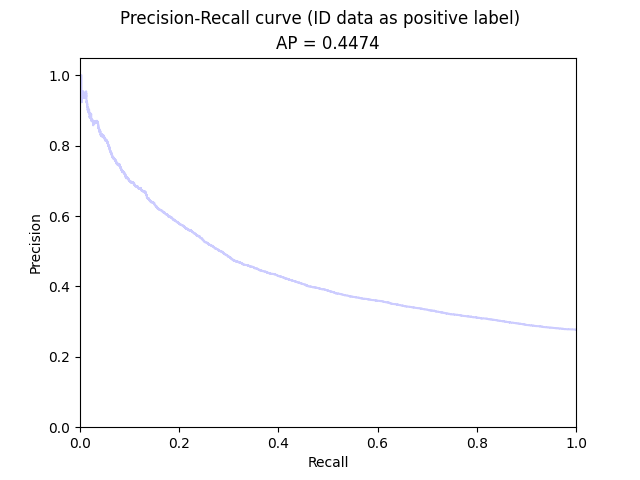 Precision-Recall curve (ID data as positive label)
AP = 0.4474
1.0
0.8
0.6
0.4
0.2
0.0
Precision
0.0 0.2 0.4 0.6 0.8 1.0
Recall